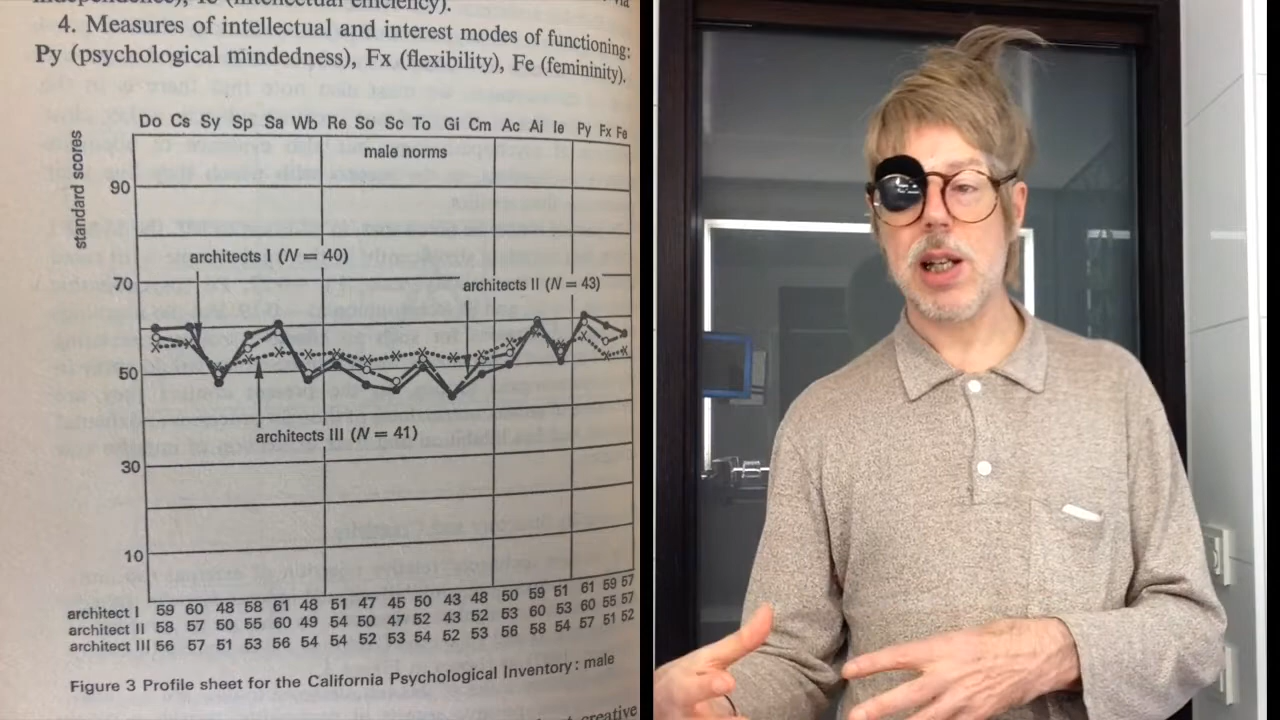 independence), Ie (intellectual efficiency).
4. Measures of intellectual and interest modes of functioning:
Py (psychological mindedness), Fx (flexibility), Fe (femininity).
Do Cs Sy Sp Sa Wb Re So Sc To Gi Cm Ac Ai Ie Py Fx Fe
standard scores
male norms
90
architects I (N = 40)
70
architects II (N = 43)
50
architects III (N = 41)
30
10
architect I 59 60 48 58 61 48 51 47 45 50 43 48 50 59 51 61 59 57
architect II 58 57 50 55 60 49 54 50 47 52 43 52 53 60 53 60 55 57
architect III 56 57 51 53 56 54 54 52 53 54 52 53 56 58 54 57 51 52
Figure 3 Profile sheet for the California Psychological Inventory: male
creative